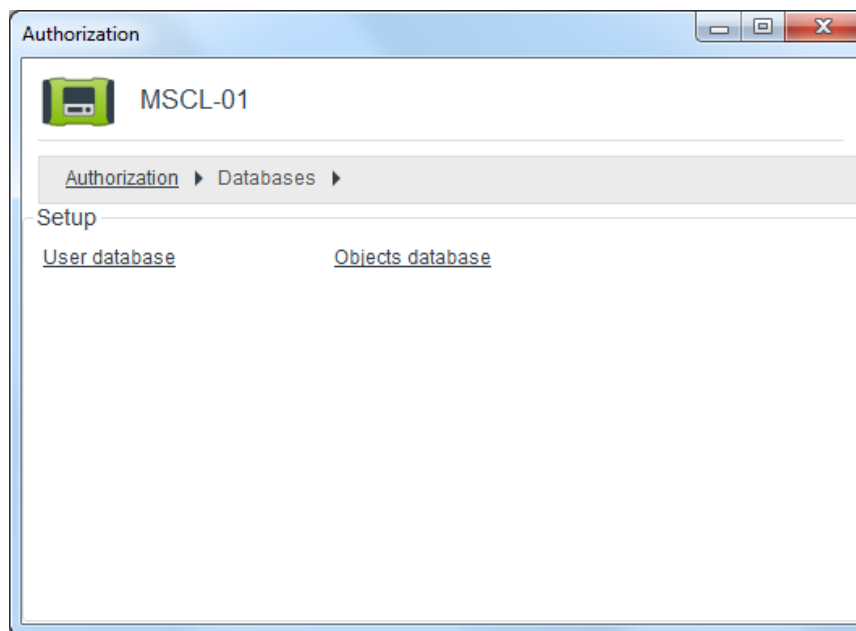 Authorization
MSCL-01
Authorization Databases
Setup
User database Objects database